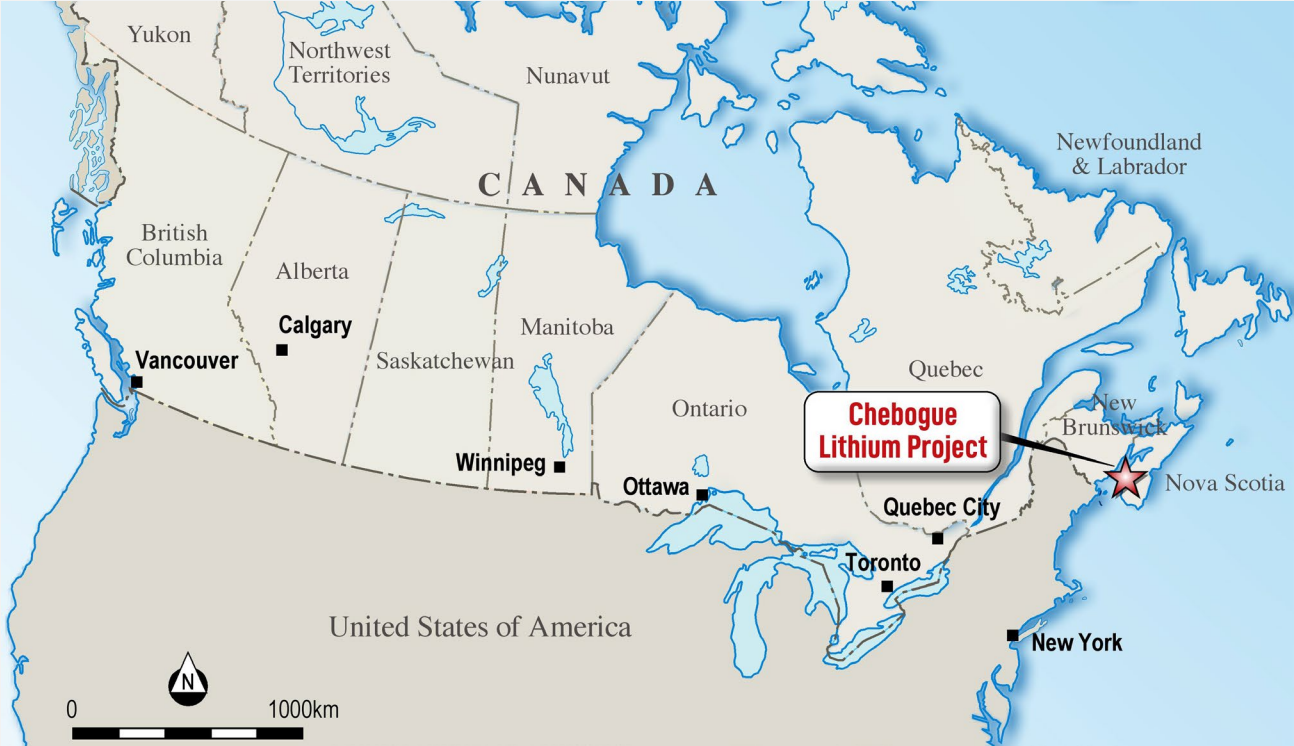 Yukon
Northwest
Territories
Nunavut
Newfoundland
& Labrador
CANADA
British
Columbia
Alberta
Calgary
Vancouver
Saskatchewan
Manitoba
Quebec
Ontario
New
Brunswick
Chebogue
Lithium Project
Winnipeg
Ottawa
Nova Scotia
Quebec City
Toronto
United States of America
New York
N
0 1000km